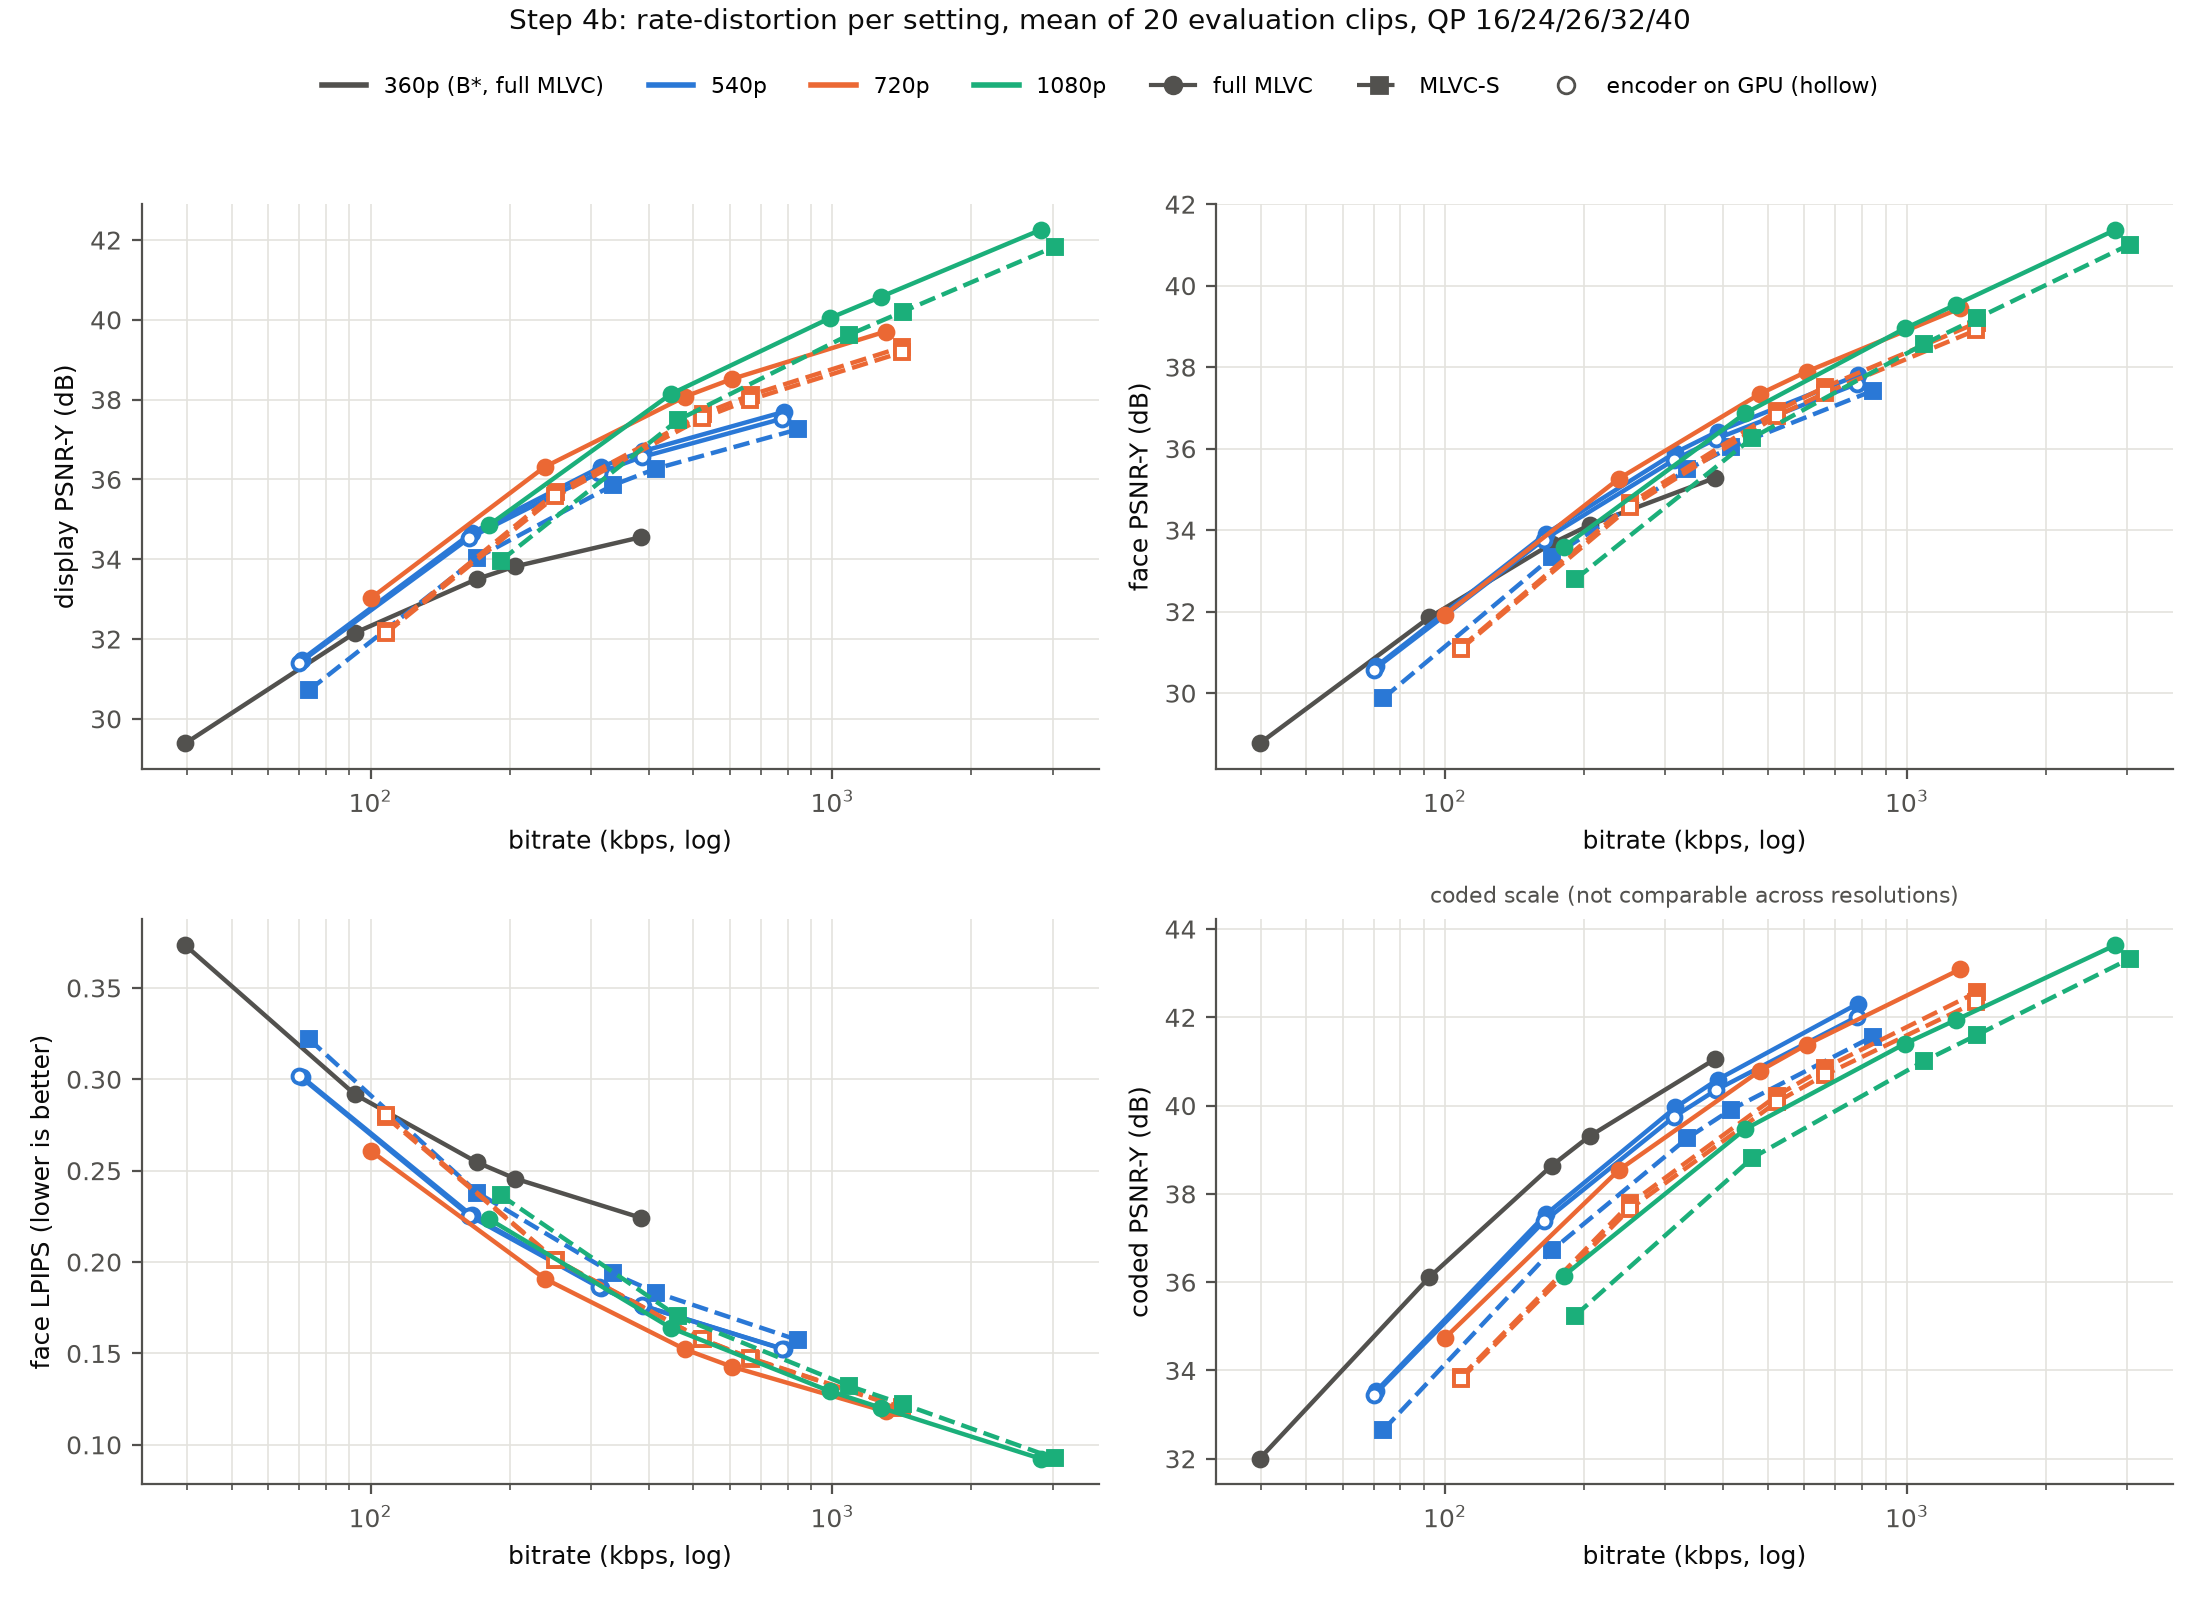 Step 4b: rate-distortion per setting, mean of 20 evaluation clips, QP 16/24/26/32/40
360p (B*, full MLVC) 540p 720p 1080p full MLVC MLVC-S encoder on GPU (hollow)
display PSNR-Y (dB)
42
40
38
36
34
32
30
10² 10³
bitrate (kbps, log)
face PSNR-Y (dB)
42
40
38
36
34
32
30
10² 10³
bitrate (kbps, log)
face LPIPS (lower is better)
0.35
0.30
0.25
0.20
0.15
0.10
10² 10³
bitrate (kbps, log)
coded scale (not comparable across resolutions)
coded PSNR-Y (dB)
44
42
40
38
36
34
32
10² 10³
bitrate (kbps, log)